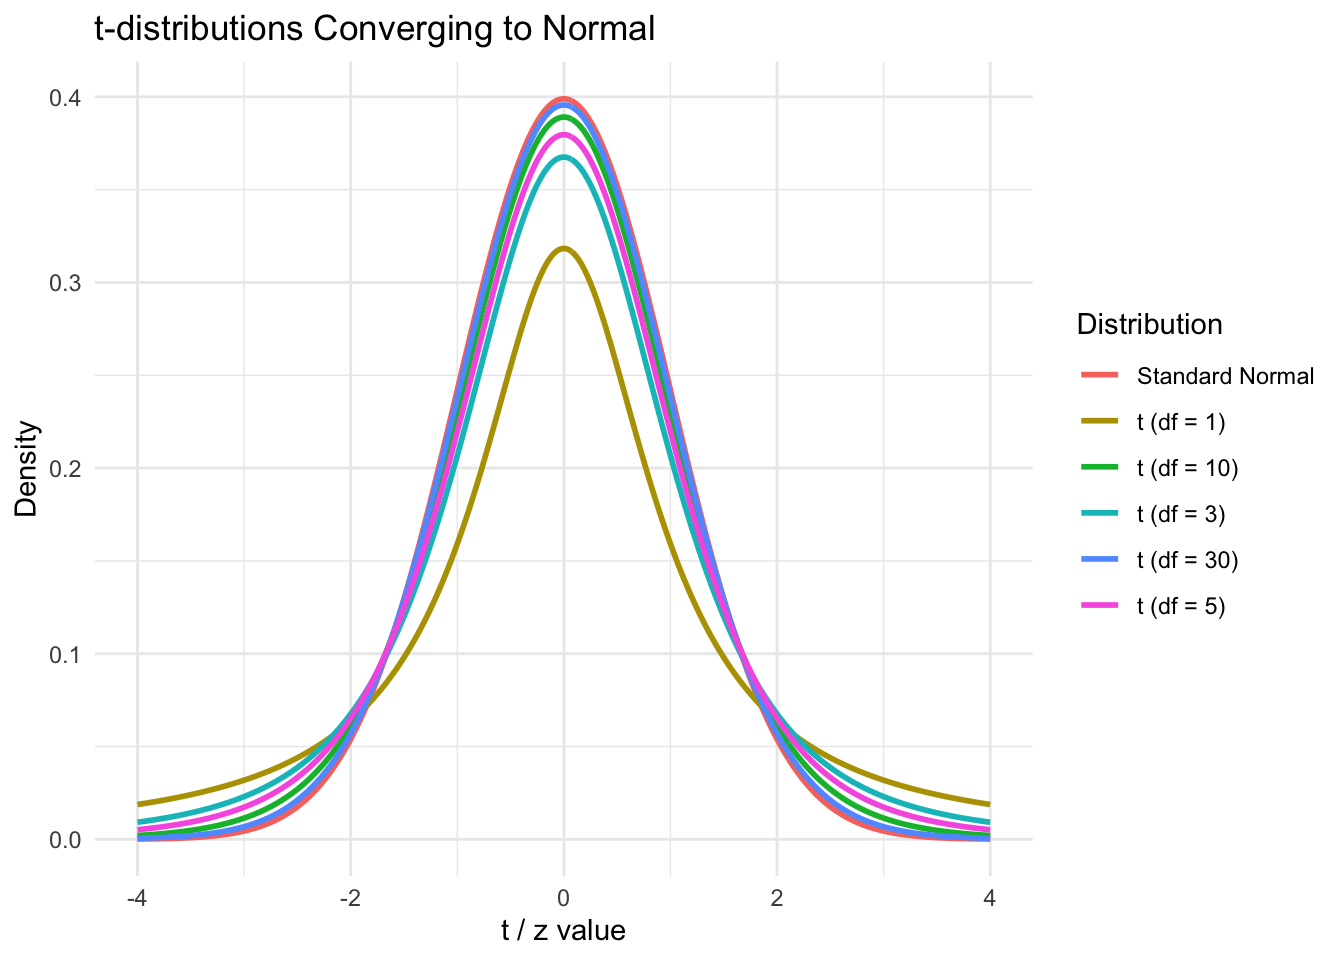 t-distributions Converging to Normal
Density
0.4
0.3
0.2
0.1
0.0
-4 -2 0 2 4
t / z value
Distribution
Standard Normal
t (df = 1)
t (df = 10)
t (df = 3)
t (df = 30)
t (df = 5)